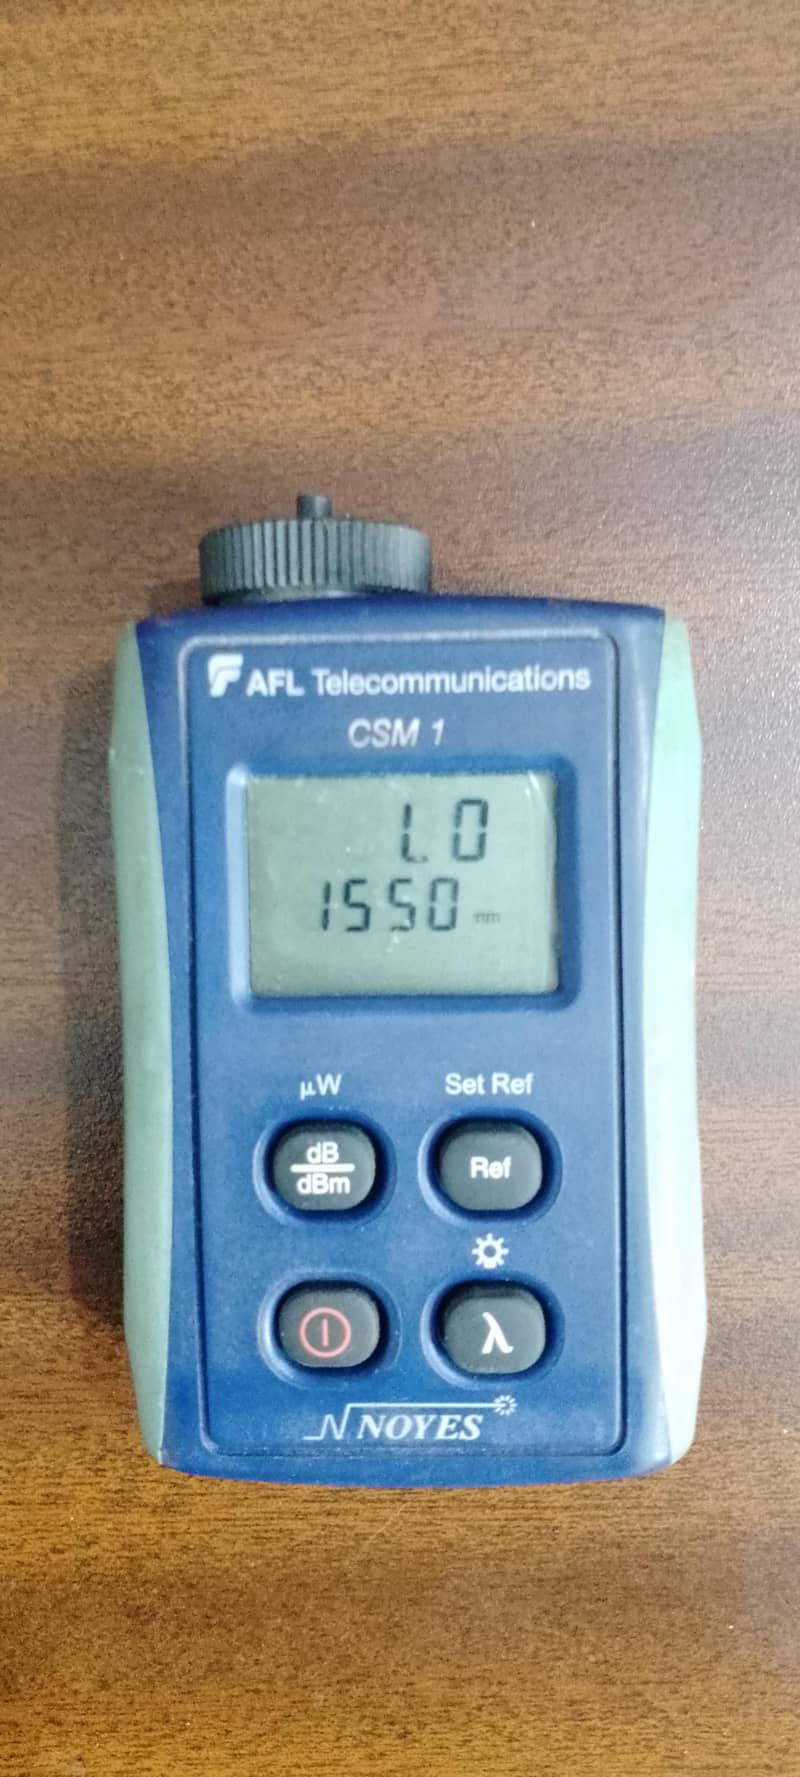 AFL Telecommunications
CSM 1
LO
1550 nm
μW Set Ref
dB Ref
dBm
λ
NOYES